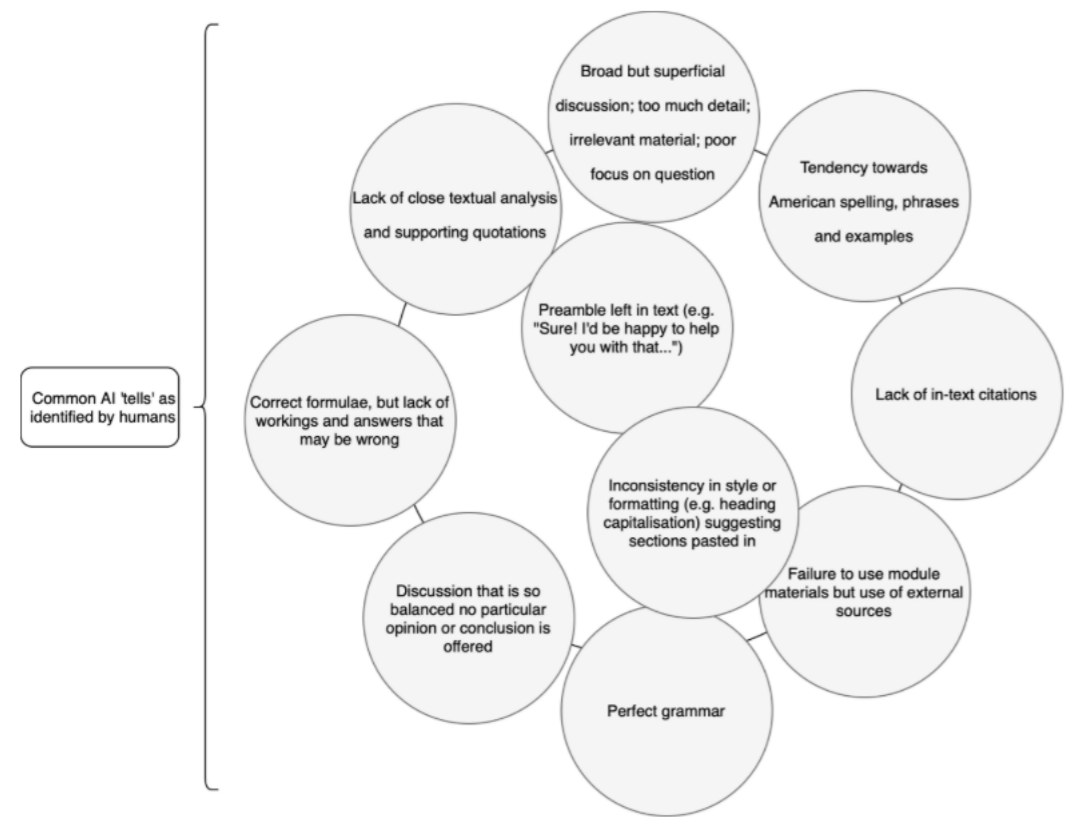 Common AI 'tells' as
identified by humans
Broad but superficial
discussion; too much detail;
irrelevant material; poor
focus on question
Tendency towards
American spelling, phrases
and examples
Lack of close textual analysis
and supporting quotations
Preamble left in text (e.g.
"Sure! I'd be happy to help
you with that...")
Lack of in-text citations
Correct formulae, but lack of
workings and answers that
may be wrong
Inconsistency in style or
formatting (e.g. heading
capitalisation) suggesting
sections pasted in
Failure to use module
materials but use of external
sources
Discussion that is so
balanced no particular
opinion or conclusion is
offered
Perfect grammar